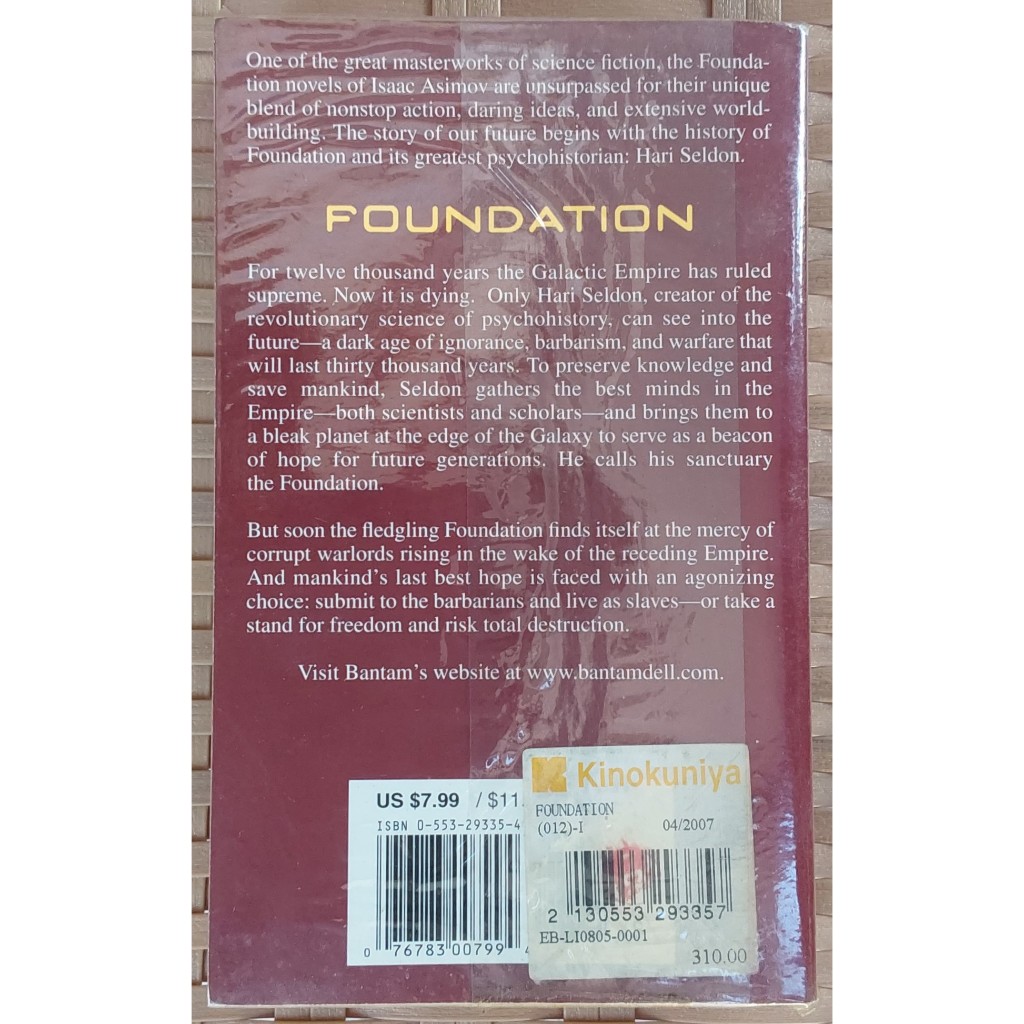 One of the great masterworks of science fiction, the Founda-
tion novels of Isaac Asimov are unsurpassed for their unique
blend of nonstop action, daring ideas, and extensive world-
building. The story of our future begins with the history of
Foundation and its greatest psychohistorian: Hari Seldon.
FOUNDATION
For twelve thousand years the Galactic Empire has ruled
supreme. Now it is dying. Only Hari Seldon, creator of the
revolutionary science of psychohistory, can see into the
future—a dark age of ignorance, barbarism, and warfare that
will last thirty thousand years. To preserve knowledge and
save mankind, Seldon gathers the best minds in the
Empire—both scientists and scholars—and brings them to
a bleak planet at the edge of the Galaxy to serve as a beacon
of hope for future generations. He calls his sanctuary
the Foundation.
But soon the fledgling Foundation finds itself at the mercy of
corrupt warlords rising in the wake of the receding Empire.
And mankind's last best hope is faced with an agonizing
choice: submit to the barbarians and live as slaves—or take a
stand for freedom and risk total destruction.
Visit Bantam's website at www.bantamdell.com.
US $7.99 / $11.
ISBN 0-553-29335-4
0 76783 00799 4
Kinokuniya
FOUNDATION
(012)-I 04/2007
2 130553 293357
EB-LI0805-0001
310.00